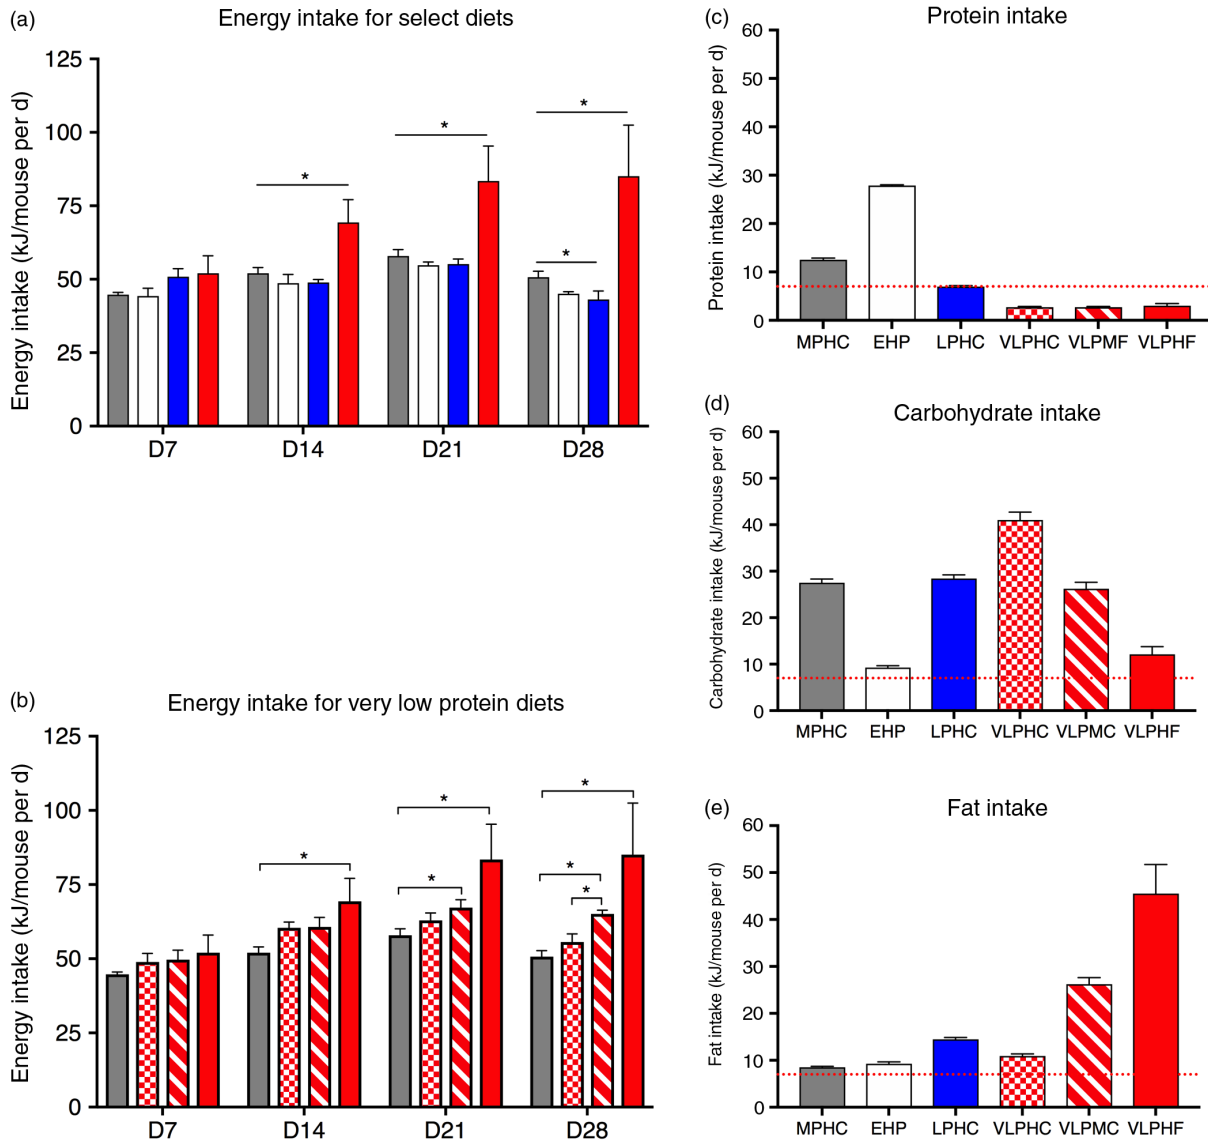 (a)
Energy intake for select diets
Energy intake (kJ/mouse per d)
125
100
75
50
25
0
*
*
*
*
D7 D14 D21 D28
(b)
Energy intake for very low protein diets
Energy intake (kJ/mouse per d)
125
100
75
50
25
0
*
*
*
*
*
*
D7 D14 D21 D28
(c)
Protein intake
Protein intake (kJ/mouse per d)
60
50
40
30
20
10
0
MPHC EHP LPHC VLPHC VLPMF VLPHF
(d)
Carbohydrate intake
Carbohydrate intake (kJ/mouse per d)
60
50
40
30
20
10
0
MPHC EHP LPHC VLPHC VLPMC VLPHF
(e)
Fat intake
Fat intake (kJ/mouse per d)
60
50
40
30
20
10
0
MPHC EHP LPHC VLPHC VLPMC VLPHF